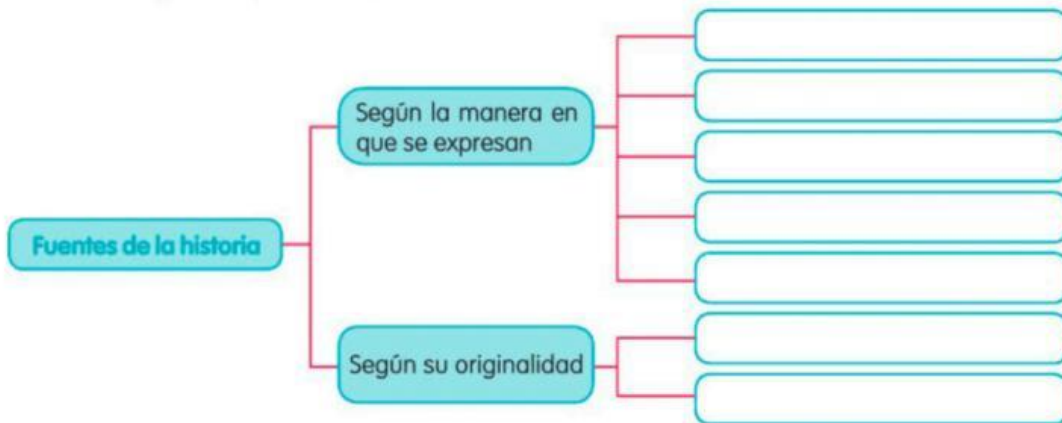 Según la manera en
que se expresan
Fuentes de la historia
Según su originalidad